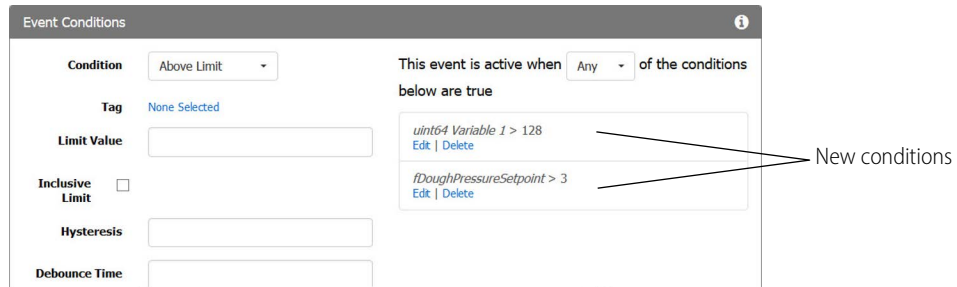 Event Conditions
Condition
Above Limit
Tag
None Selected
Limit Value
Inclusive
Limit
Hysteresis
Debounce Time
This event is active when Any of the conditions
below are true
uint64 Variable 1 > 128
Edit | Delete
fDoughPressureSetpoint > 3
Edit | Delete
New conditions